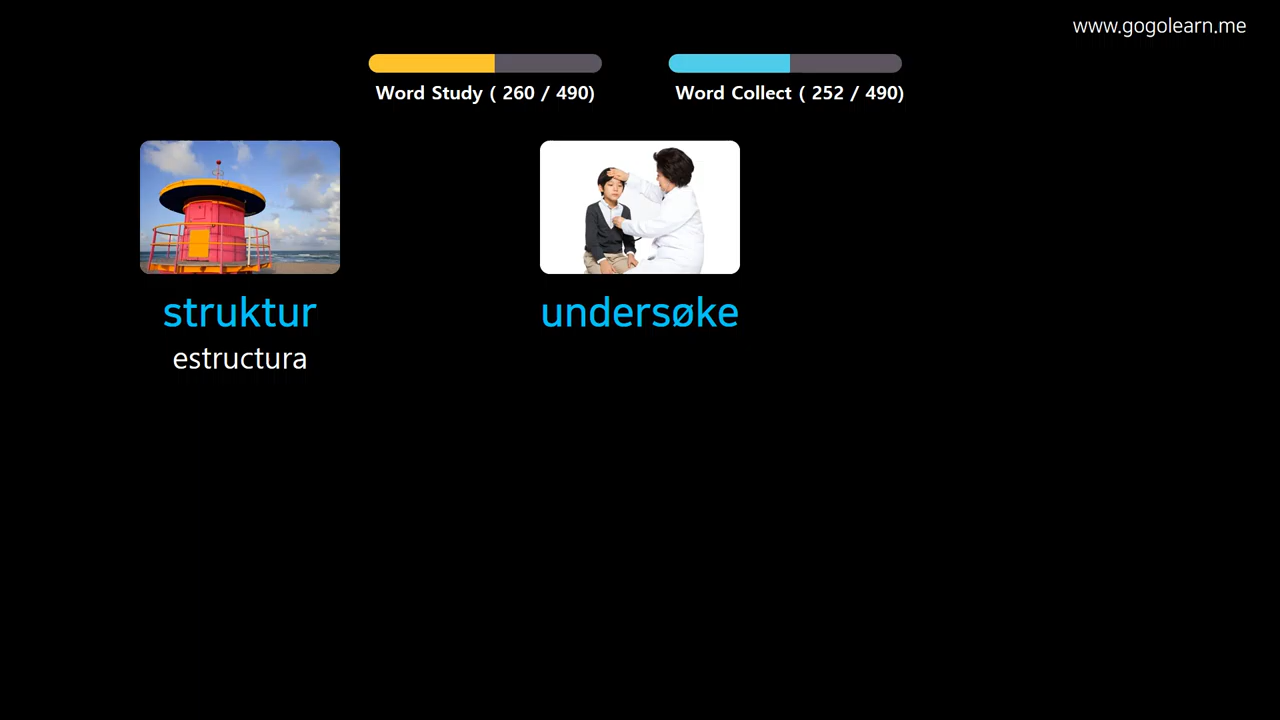 www.gogolearn.me
Word Study ( 260 / 490)
Word Collect ( 252 / 490)
struktur
estructura
undersøke